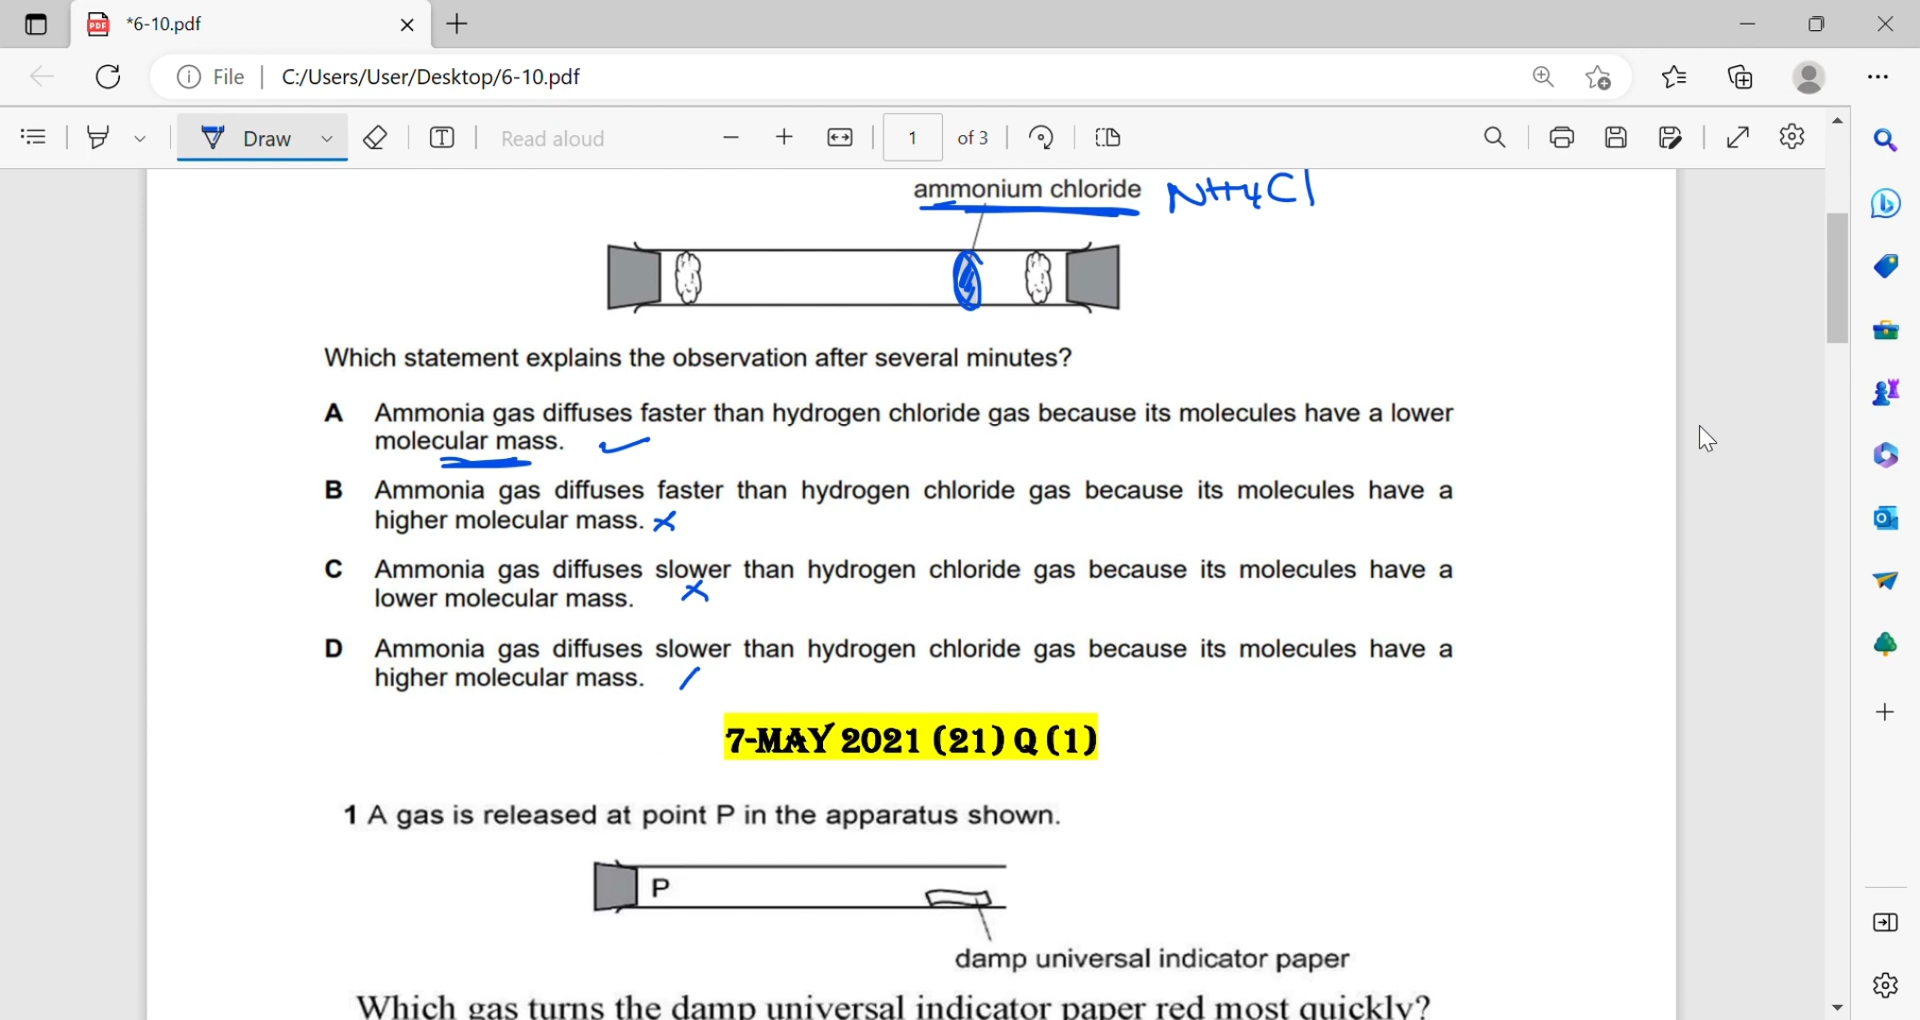 *6-10.pdf
File
C:/Users/User/Desktop/6-10.pdf
Draw
T
Read aloud
1
of 3
ammonium chloride
NH4Cl
Which statement explains the observation after several minutes?
A Ammonia gas diffuses faster than hydrogen chloride gas because its molecules have a lower
molecular mass.
B Ammonia gas diffuses faster than hydrogen chloride gas because its molecules have a
higher molecular mass.
C Ammonia gas diffuses slower than hydrogen chloride gas because its molecules have a
lower molecular mass.
D Ammonia gas diffuses slower than hydrogen chloride gas because its molecules have a
higher molecular mass.
7-MAY 2021 (21) Q (1)
1 A gas is released at point P in the apparatus shown.
P
damp universal indicator paper
Which gas turns the damp universal indicator paper red most quickly?